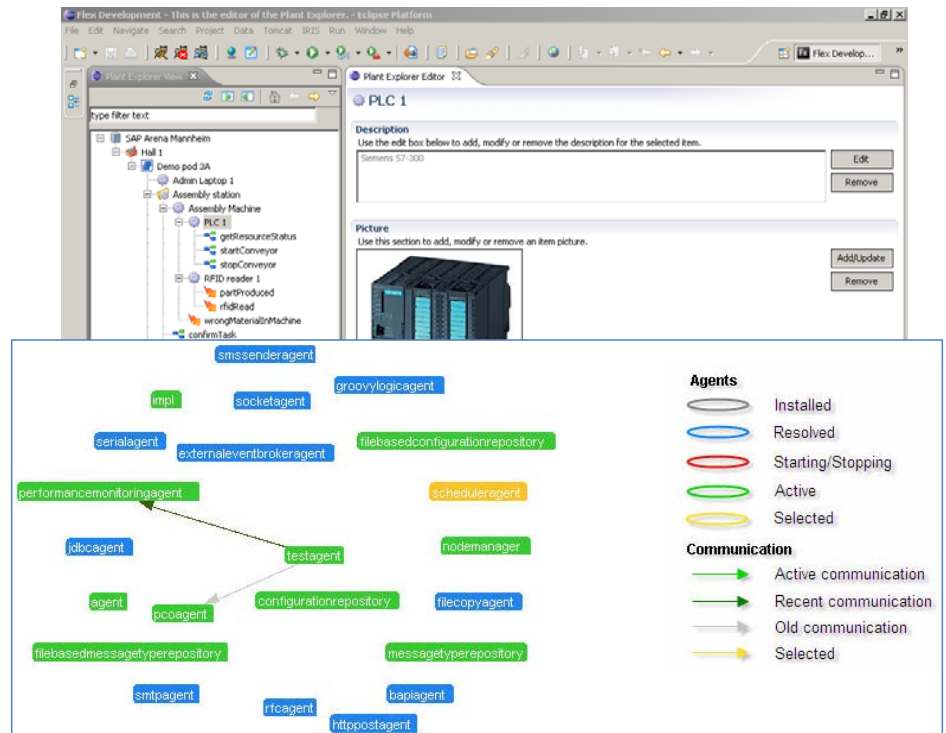 Flex Development - This is the editor of the Plant Explorer. - Eclipse Platform
File Edit Navigate Search Project Data Tomcat IRIS Run Window Help
Flex Develop... »
Plant Explorer View
type filter text
SAP Arena Mannheim
Hall 1
Demo pod 3A
Admin Laptop 1
Assembly station
Assembly Machine
PLC 1
getResourceStatus
startConveyor
stopConveyor
RFID reader 1
partProduced
rfidRead
wrongMaterialInMachine
confirmTask
Plant Explorer Editor
PLC 1
Description
Use the edit box below to add, modify or remove the description for the selected item.
Siemens S7-300
Edit
Remove
Picture
Use this section to add, modify or remove an item picture.
Add/Update
Remove
smssenderagent
groovylogicagent
impl
socketagent
serialagent
externaleventbrokeragent
filebasedconfigurationrepository
performancemonitoringagent
scheduleragent
jdbcagent
testagent
nodemanager
agent
pcoagent
configurationrepository
filecopyagent
filebasedmessagetyperepository
messagetyperepository
smtpagent
rfcagent
bapiagent
httppostagent
Agents
Installed
Resolved
Starting/Stopping
Active
Selected
Communication
Active communication
Recent communication
Old communication
Selected